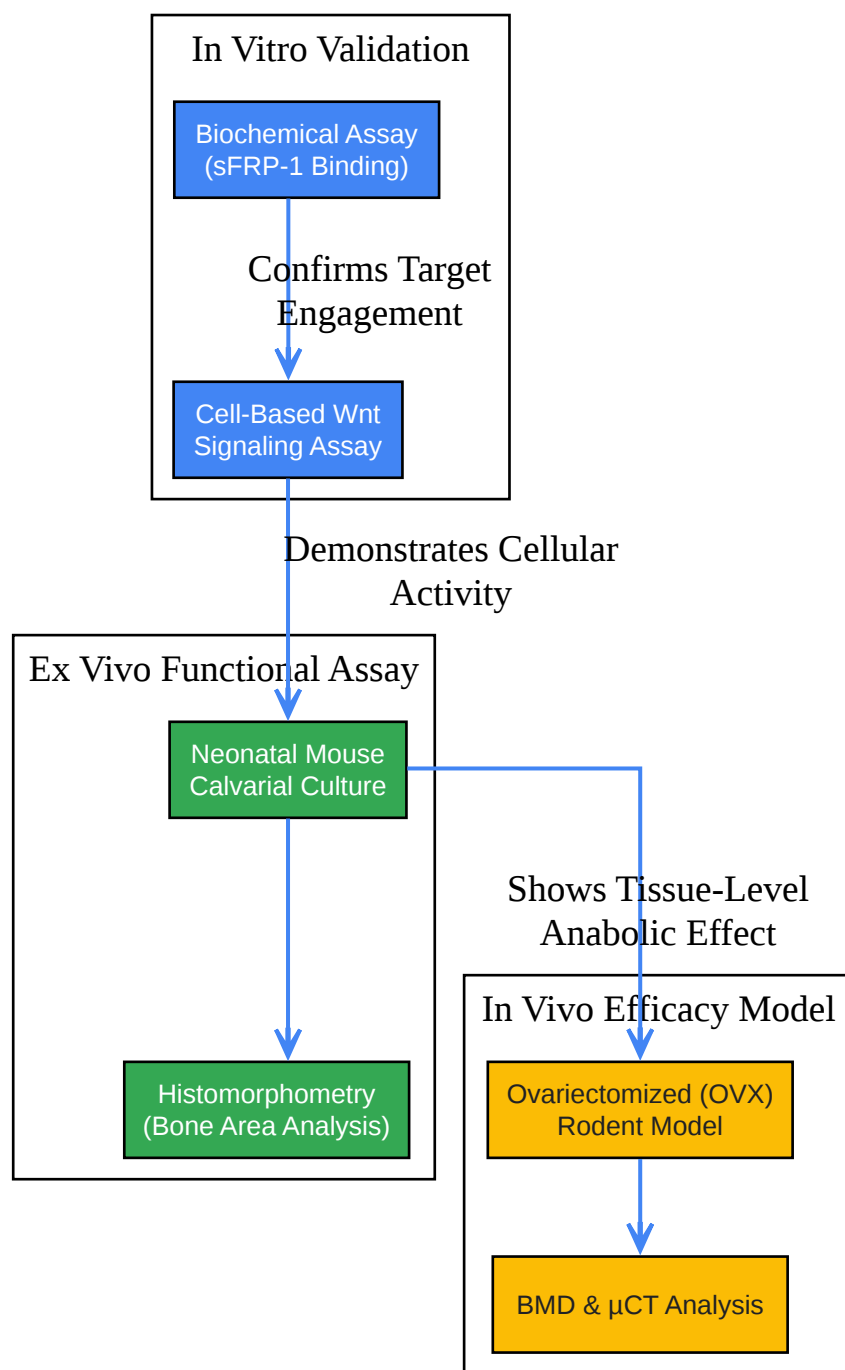 In Vitro Validation
Biochemical Assay
(sFRP-1 Binding)
Confirms Target
Engagement
Cell-Based Wnt
Signaling Assay
Demonstrates Cellular
Activity
Ex Vivo Functional Assay
Neonatal Mouse
Calvarial Culture
Shows Tissue-Level
Anabolic Effect
In Vivo Efficacy Model
Histomorphometry
(Bone Area Analysis)
Ovariectomized (OVX)
Rodent Model
BMD & µCT Analysis